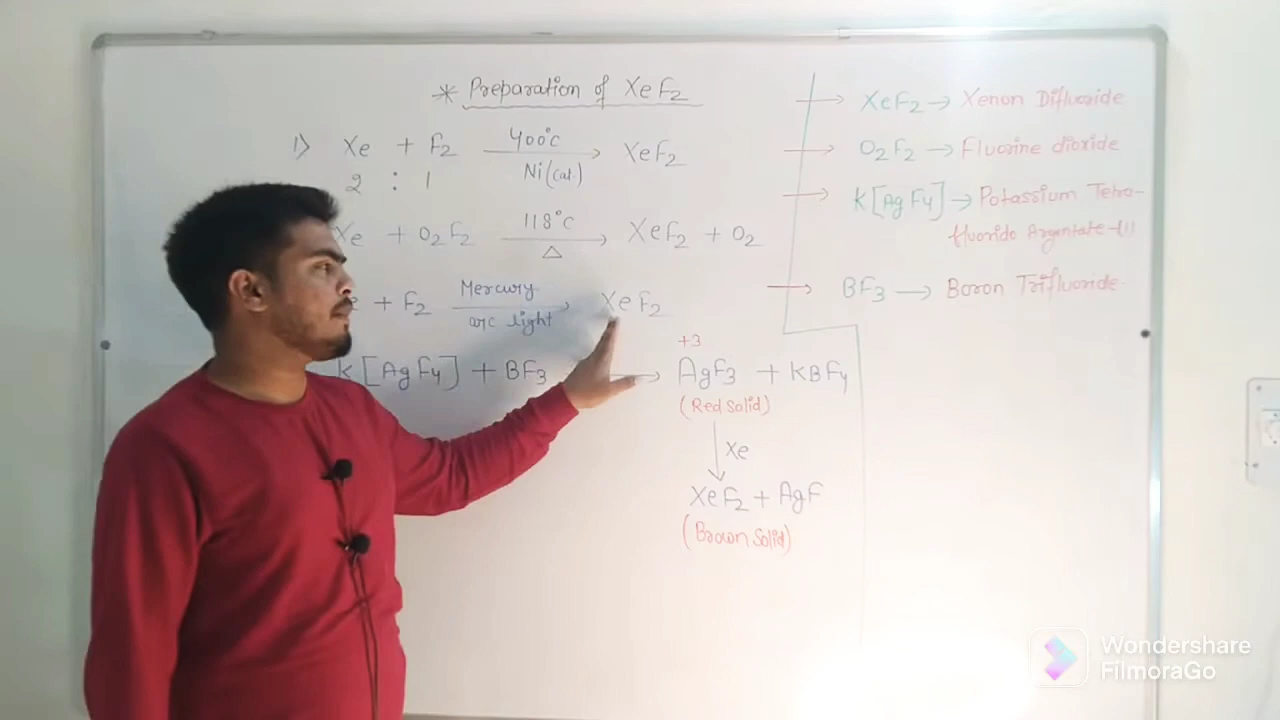 * Preparation of XeF2
1) Xe + F2 400°C Ni (cat.) → XeF2
2 : 1
Xe + O2F2 118°C △ → XeF2 + O2
+ F2 Mercury arc light → XeF2
K[AgF4] + BF3 → AgF3 + KBF4
+3
(Red Solid)
↓ Xe
XeF2 + AgF
(Brown Solid)
→ XeF2 → Xenon Difluoride
→ O2F2 → Fluorine dioxide
→ K[AgF4] → Potassium Tetra-
fluorido Argentate-
→ BF3 → Boron Trifluoride
Wondershare
FilmoraGo